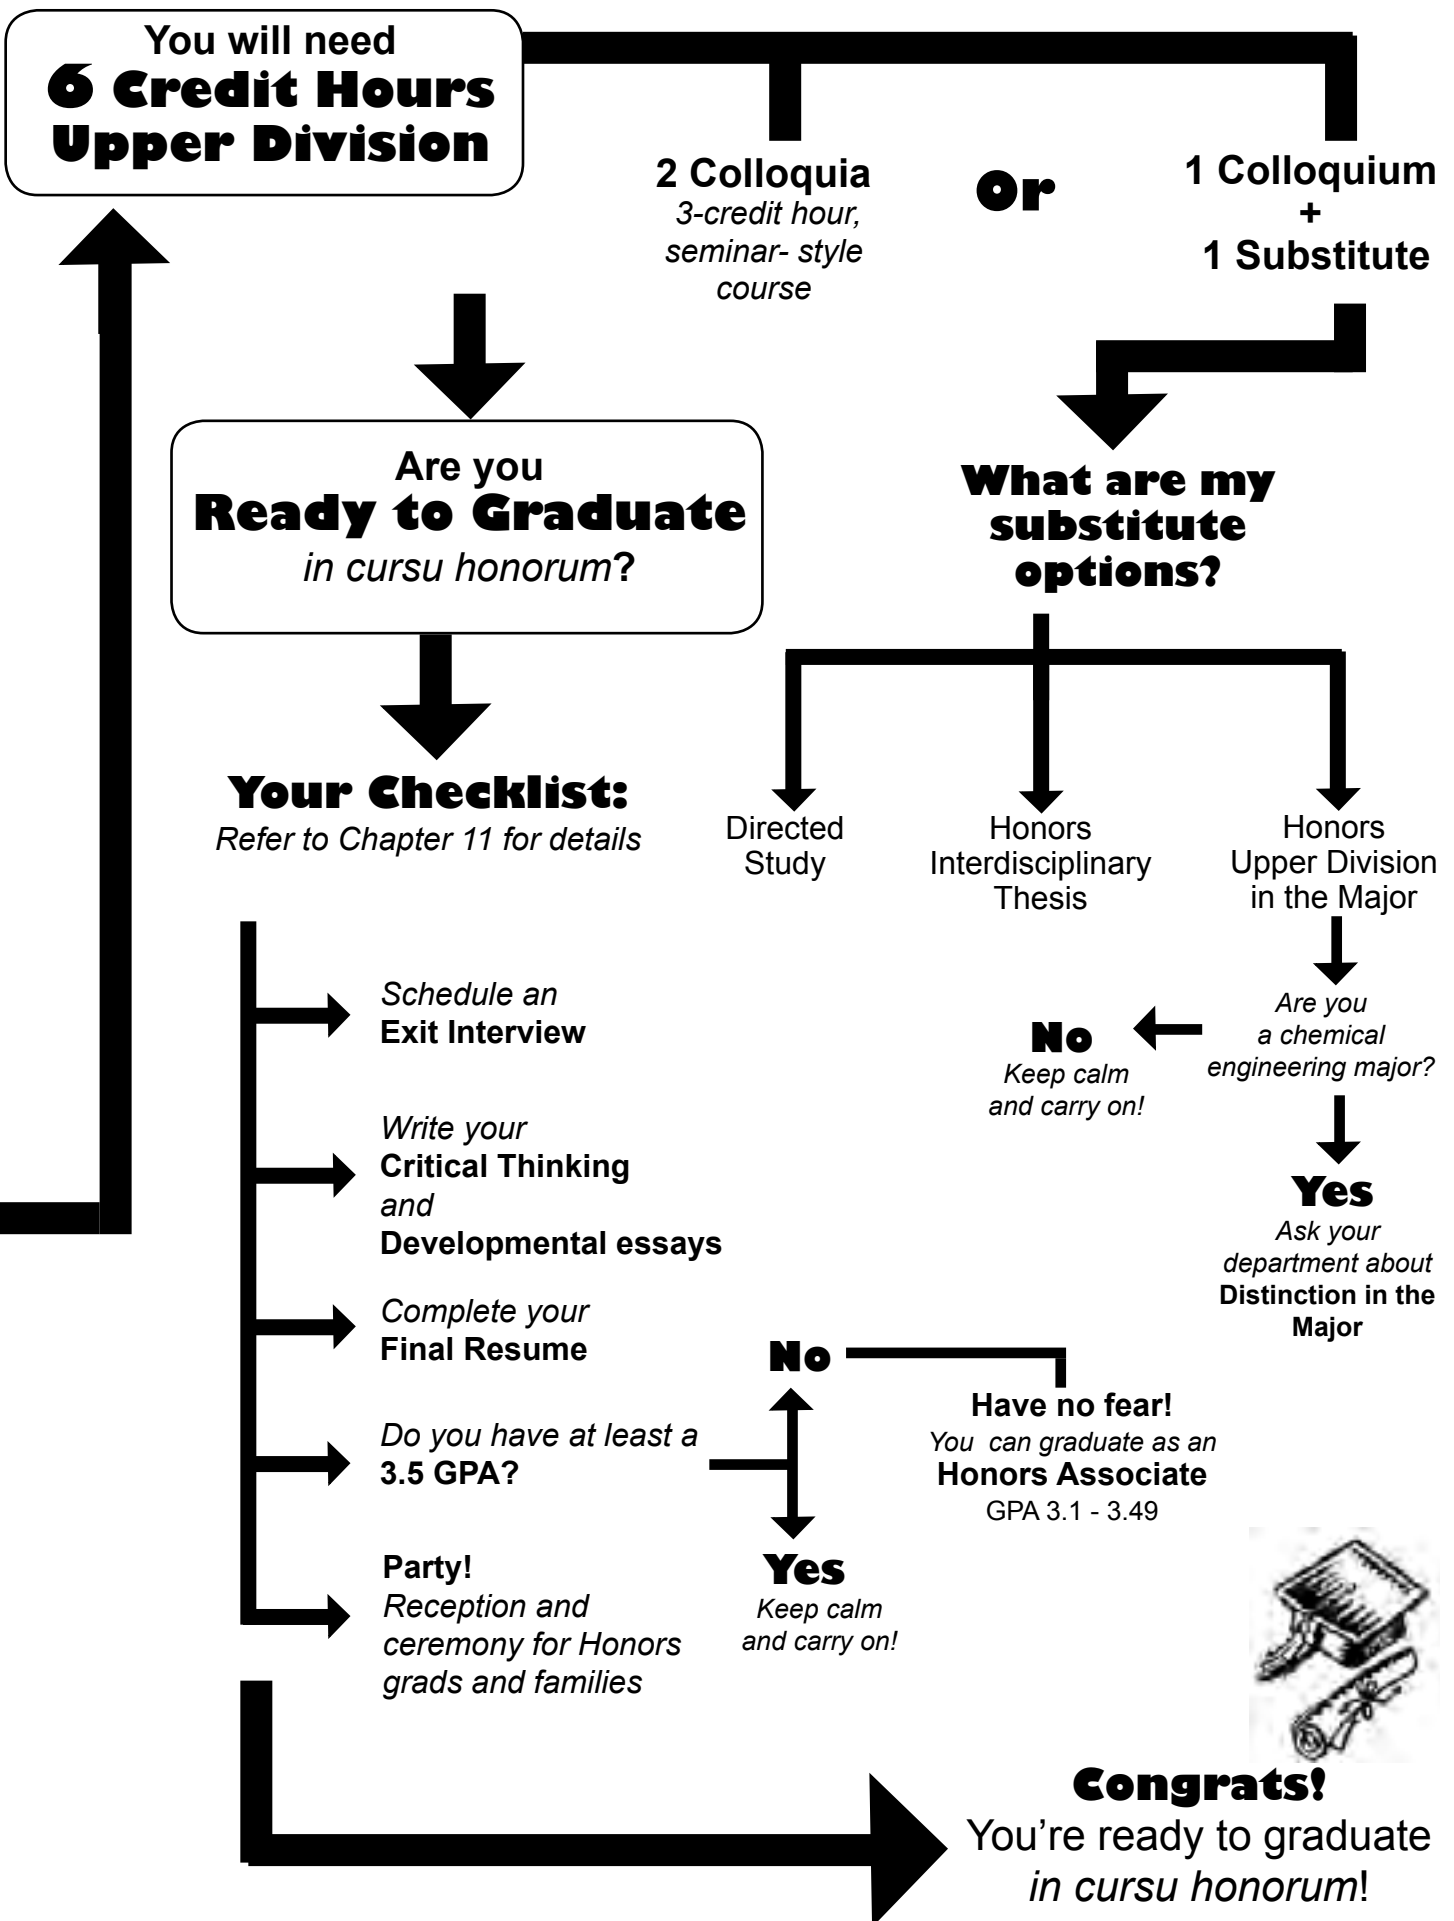 You will need
6 Credit Hours
Upper Division
2 Colloquia
3-credit hour,
seminar- style
course
Or
1 Colloquium
+
1 Substitute
Are you
Ready to Graduate
in cursu honorum?
What are my
substitute
options?
Directed
Study
Honors
Interdisciplinary
Thesis
Honors
Upper Division
in the Major
Are you
a chemical
engineering major?
No
Keep calm
and carry on!
Yes
Ask your
department about
Distinction in the
Major
Your Checklist:
Refer to Chapter 11 for details
Schedule an
Exit Interview
Write your
Critical Thinking
and
Developmental essays
Complete your
Final Resume
Do you have at least a
3.5 GPA?
No
Have no fear!
You  can graduate as an
Honors Associate
GPA 3.1 - 3.49
Yes
Keep calm
and carry on!
Party!
Reception and
ceremony for Honors
grads and families
Congrats!
You're ready to graduate
in cursu honorum!